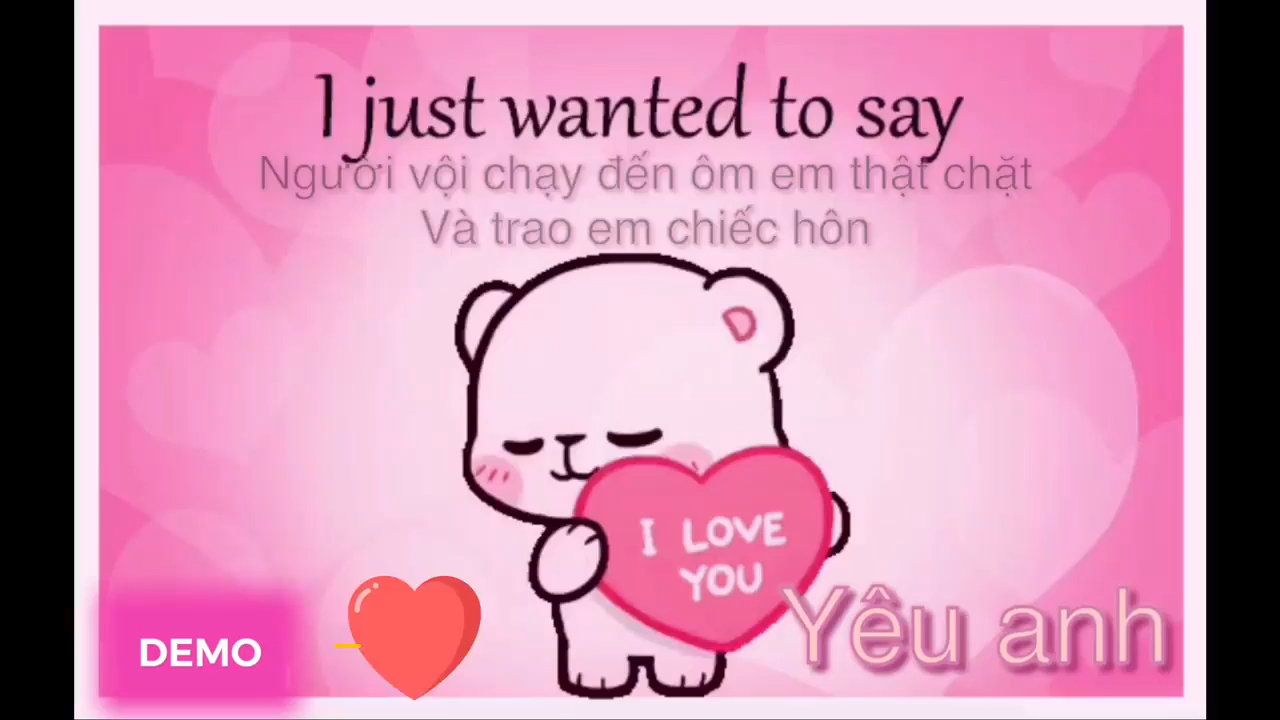 I just wanted to say
Người vội chạy đến ôm em thật chặt
Và trao em chiếc hôn
I LOVE
YOU
Yêu anh
DEMO